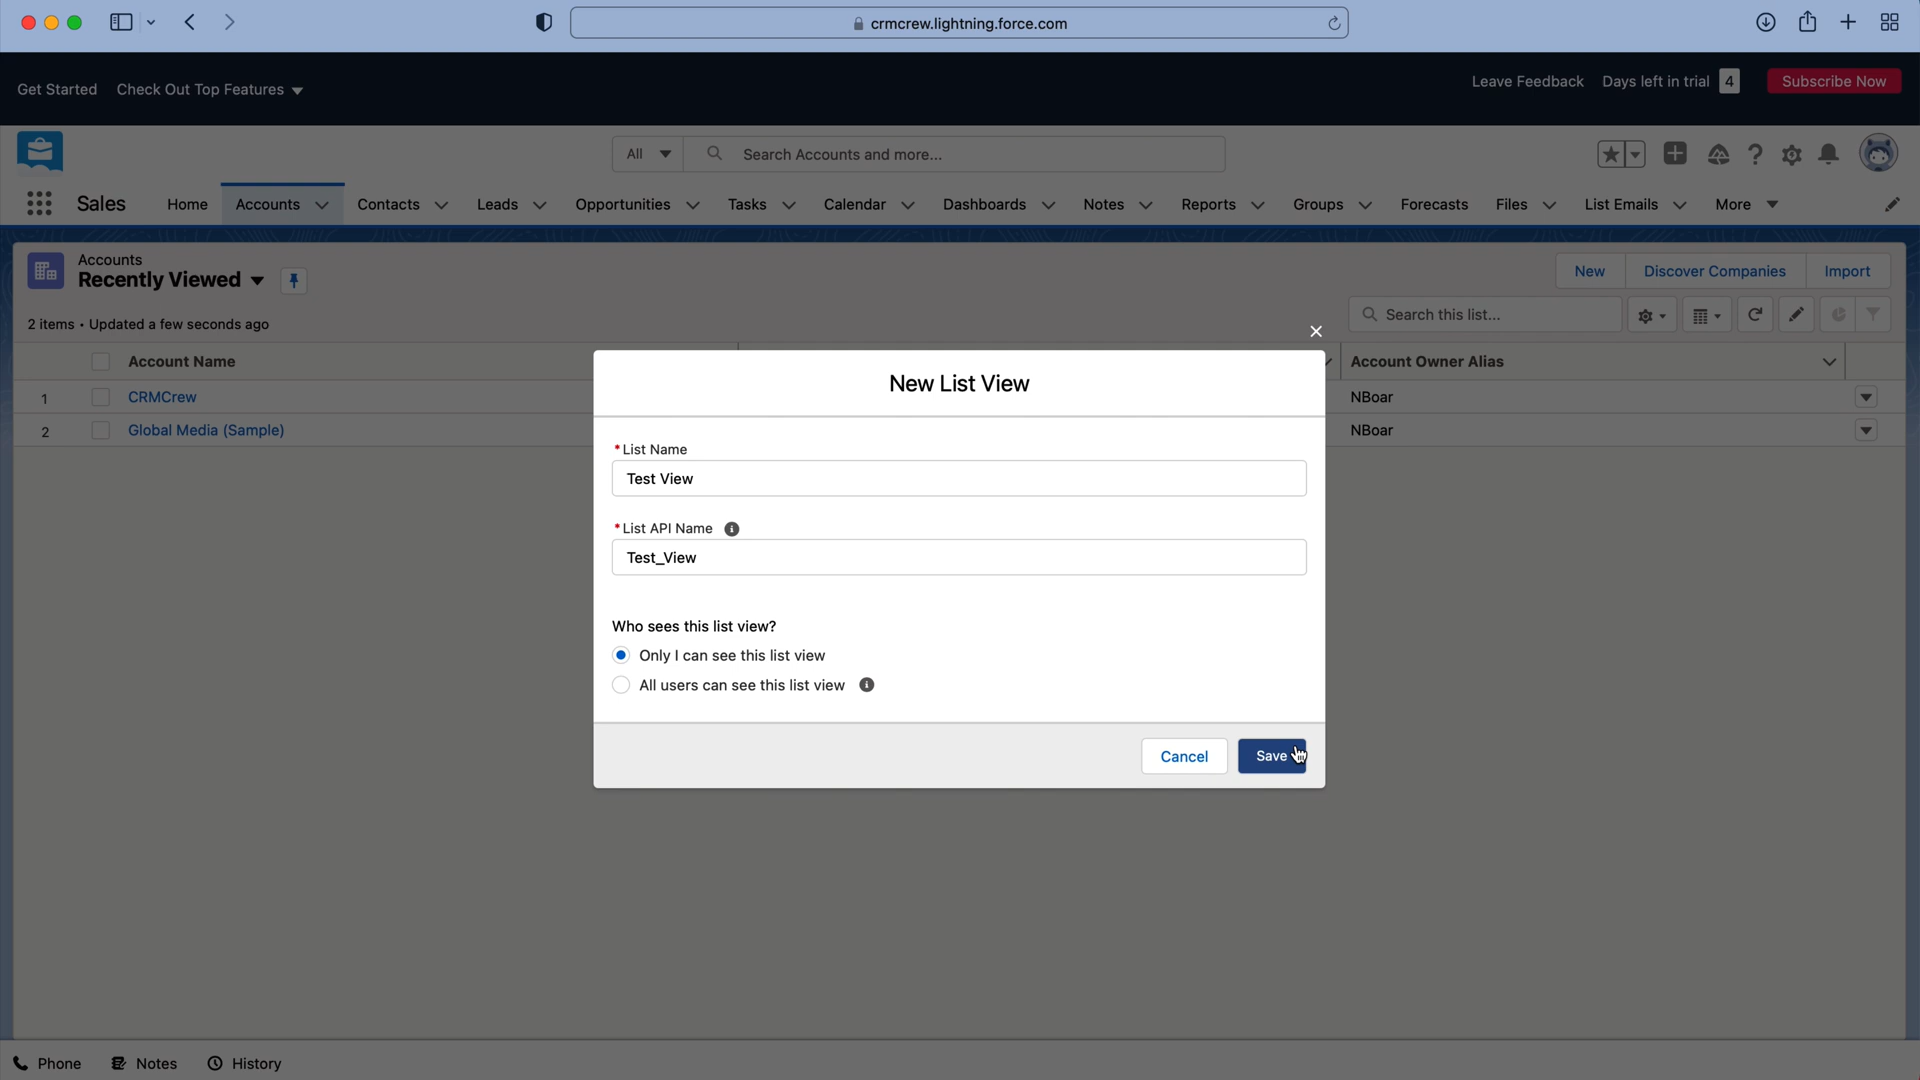 crmcrew.lightning.force.com
Get Started Check Out Top Features Leave Feedback Days left in trial 4 Subscribe Now
All Search Accounts and more...
Sales Home Accounts Contacts Leads Opportunities Tasks Calendar Dashboards Notes Reports Groups Forecasts Files List Emails More
Accounts
Recently Viewed
New Discover Companies Import
2 items • Updated a few seconds ago
Search this list...
Account Name Account Owner Alias
1 CRMCrew NBoar
2 Global Media (Sample) NBoar
New List View
*List Name
Test View
*List API Name
Test_View
Who sees this list view?
Only I can see this list view
All users can see this list view
Cancel Save
Phone Notes History